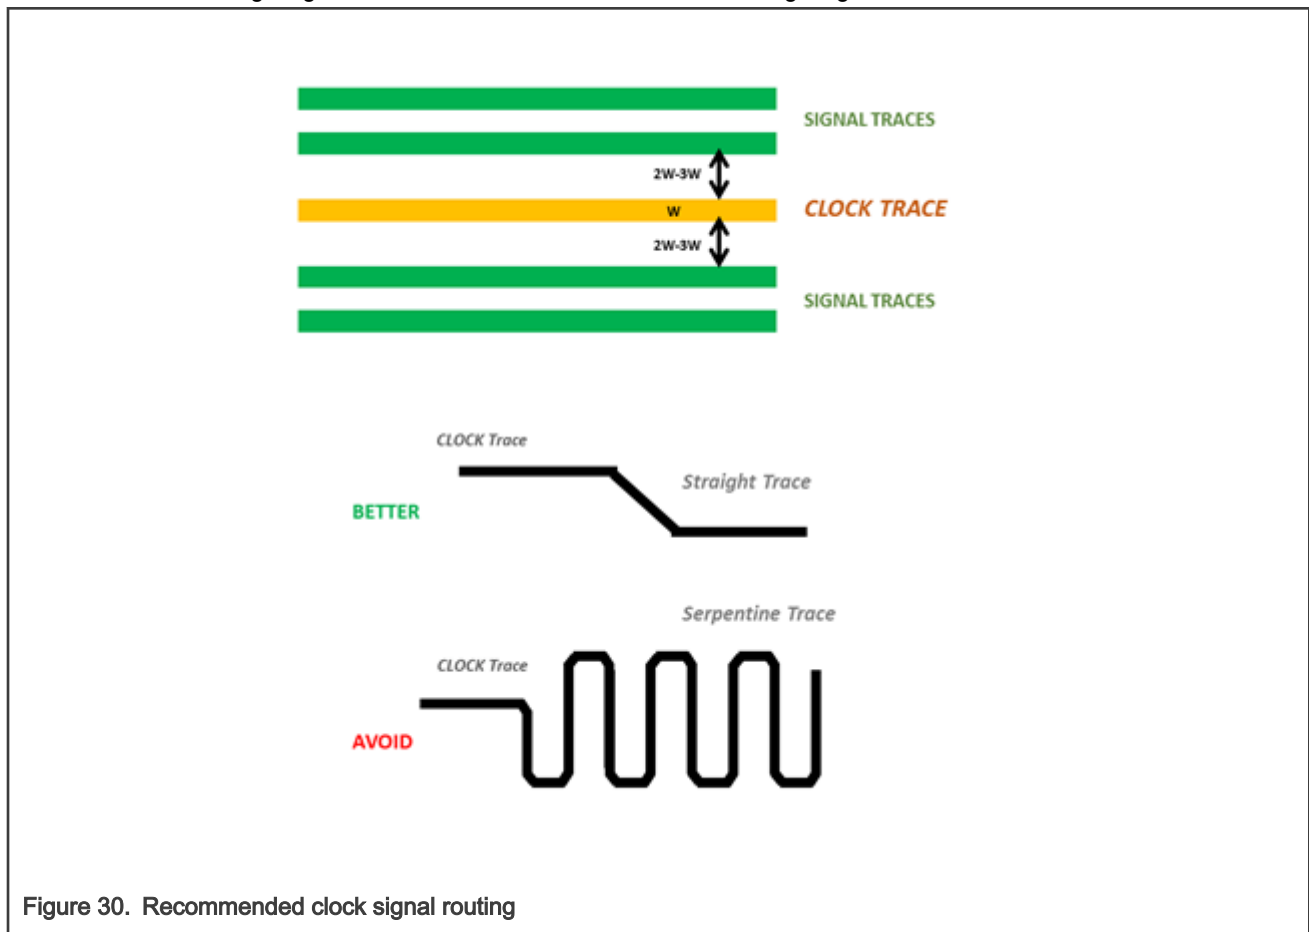 SIGNAL TRACES
2W-3W
W
CLOCK TRACE
2W-3W
SIGNAL TRACES
CLOCK Trace
Straight Trace
BETTER
Serpentine Trace
CLOCK Trace
AVOID
Figure 30. Recommended clock signal routing